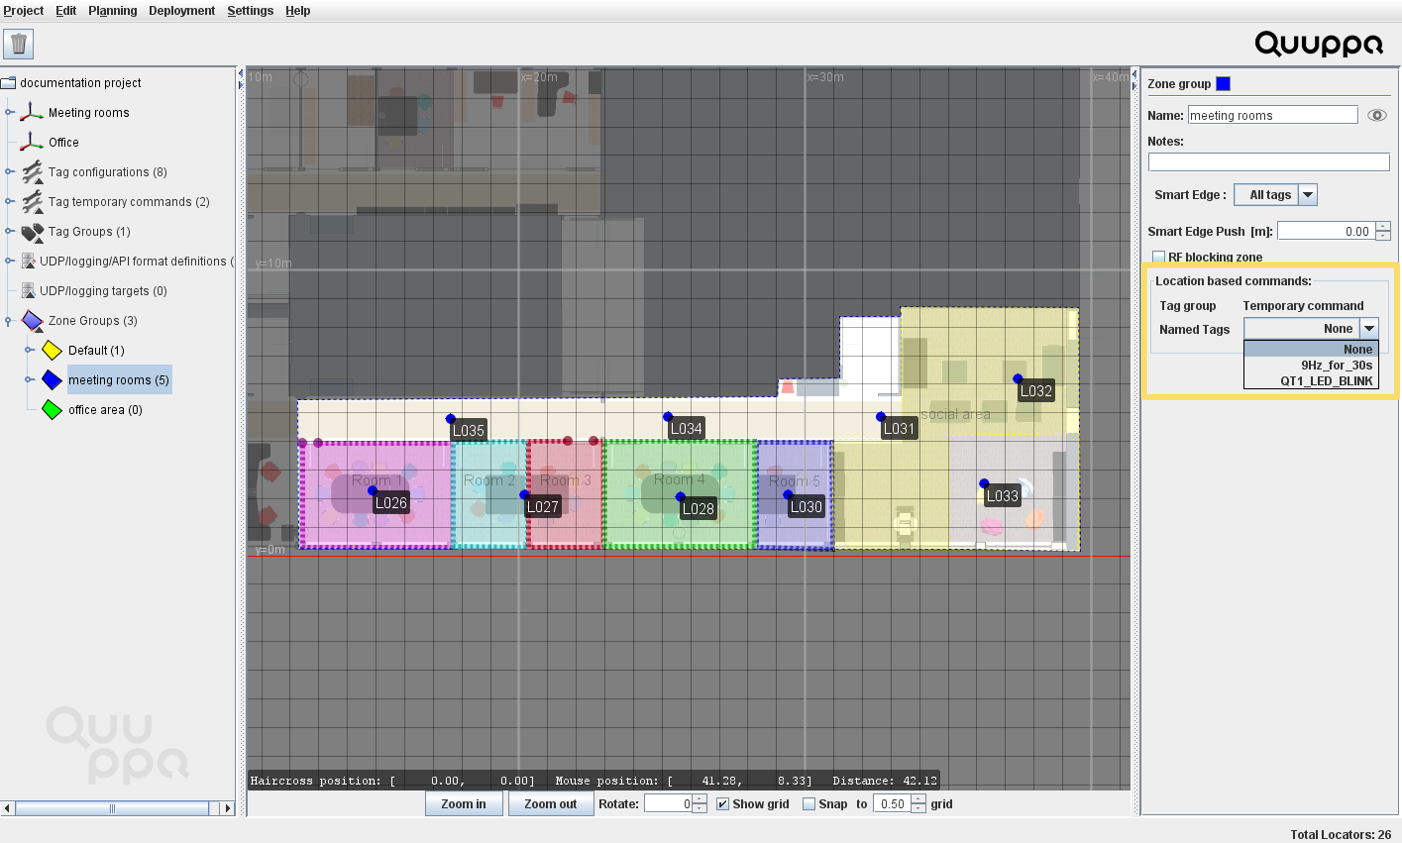 Project Edit Planning Deployment Settings Help
Quuppa
documentation project
Meeting rooms
Office
Tag configurations (8)
Tag temporary commands (2)
Tag Groups (1)
UDP/logging/API format definitions (
UDP/logging targets (0)
Zone Groups (3)
Default (1)
meeting rooms (5)
office area (0)
Quuppa
10m x=20m x=30m x=40m
y=10m
L032
social area
L035 L034 L031
Room 1 Room 2 Room 3 Room 4 Room 5
L026 L027 L028 L030 L033
y=0m
Haircross position: [ 0.00, 0.00] Mouse position: [ 41.28, 8.33] Distance: 42.12
Zoom in Zoom out Rotate: 0 Show grid Snap to 0.50 grid
Zone group
Name: meeting rooms
Notes:
Smart Edge : All tags
Smart Edge Push [m]: 0.00
RF blocking zone
Location based commands:
Tag group Temporary command
Named Tags None
None
9Hz_for_30s
QT1_LED_BLINK
Total Locators: 26